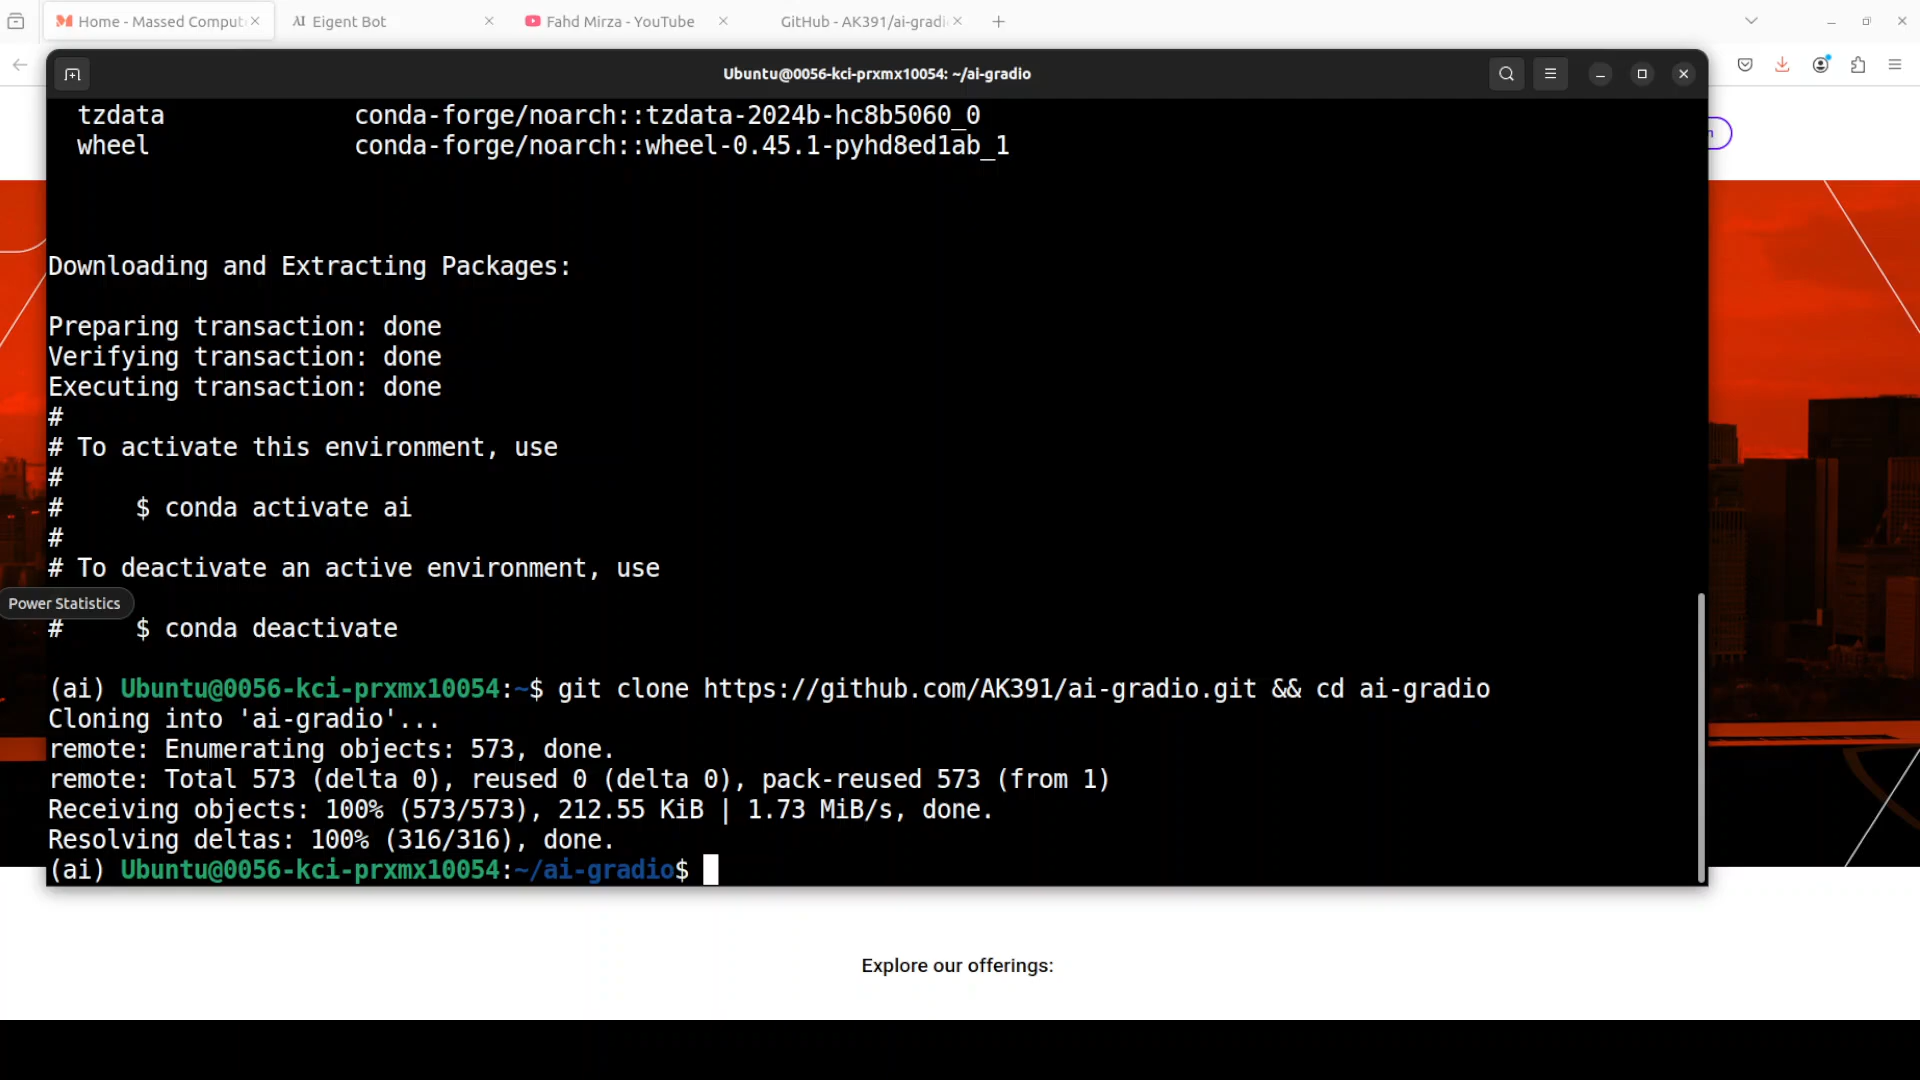 Home - Massed Comput
Eigent Bot
Fahd Mirza - YouTube
GitHub - AK391/ai-gradi
Ubuntu@0056-kci-prxmx10054: ~/ai-gradio
tzdata conda-forge/noarch::tzdata-2024b-hc8b5060_0
wheel conda-forge/noarch::wheel-0.45.1-pyhd8ed1ab_1
Downloading and Extracting Packages:
Preparing transaction: done
Verifying transaction: done
Executing transaction: done
#
# To activate this environment, use
#
# $ conda activate ai
#
# To deactivate an active environment, use
Power Statistics
# $ conda deactivate
(ai) Ubuntu@0056-kci-prxmx10054:~$ git clone https://github.com/AK391/ai-gradio.git && cd ai-gradio
Cloning into 'ai-gradio'...
remote: Enumerating objects: 573, done.
remote: Total 573 (delta 0), reused 0 (delta 0), pack-reused 573 (from 1)
Receiving objects: 100% (573/573), 212.55 KiB | 1.73 MiB/s, done.
Resolving deltas: 100% (316/316), done.
(ai) Ubuntu@0056-kci-prxmx10054:~/ai-gradio$
Explore our offerings: